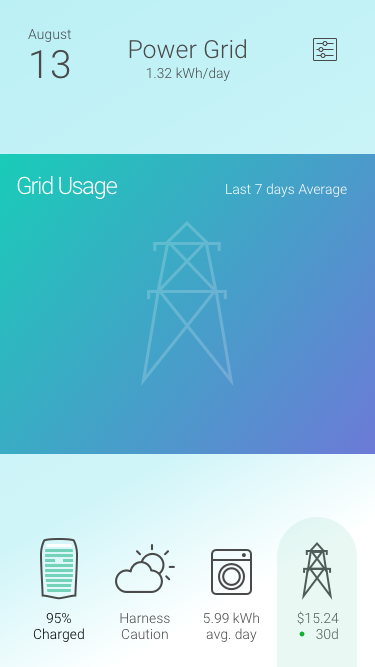 August
13
Power Grid
1.32 kWh/day
Grid Usage
Last 7 days Average
95%
Charged
Harness
Caution
5.99 kWh
avg. day
$15.24
30d